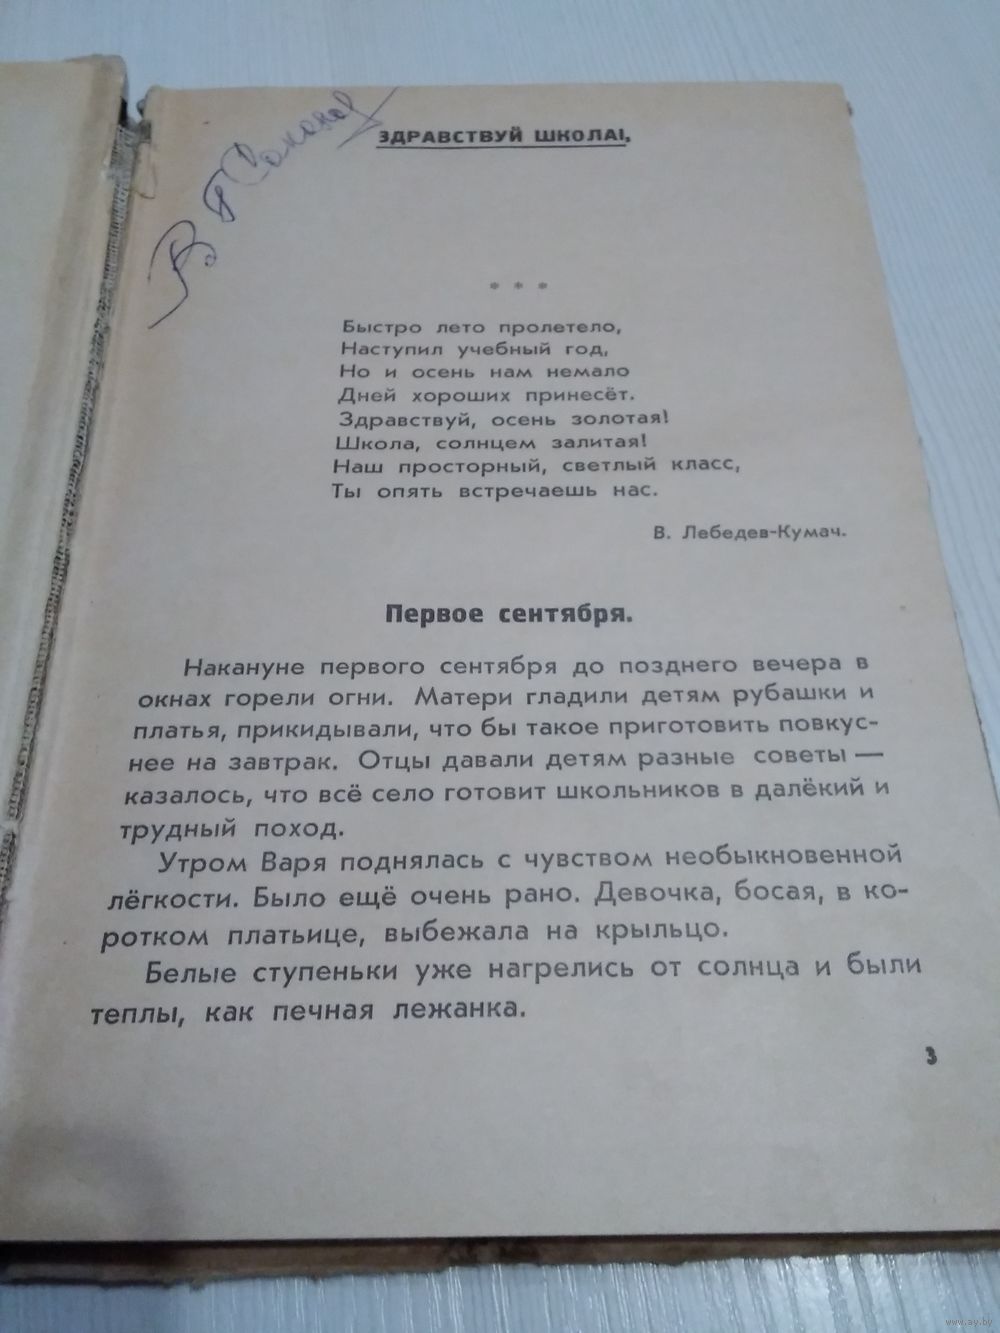 ЗДРАВСТВУЙ ШКОЛА!,
* * *
Быстро лето пролетело,
Наступил учебный год,
Но и осень нам немало
Дней хороших принесёт.
Здравствуй, осень золотая!
Школа, солнцем залитая!
Наш просторный, светлый класс,
Ты опять встречаешь нас.
В. Лебедев-Кумач.
Первое сентября.
Накануне первого сентября до позднего вечера в
окнах горели огни. Матери гладили детям рубашки и
платья, прикидывали, что бы такое приготовить повкус-
нее на завтрак. Отцы давали детям разные советы —
казалось, что всё село готовит школьников в далёкий и
трудный поход.
Утром Варя поднялась с чувством необыкновенной
лёгкости. Было ещё очень рано. Девочка, босая, в ко-
ротком платьице, выбежала на крыльцо.
Белые ступеньки уже нагрелись от солнца и были
теплы, как печная лежанка.
3
www.ay.by